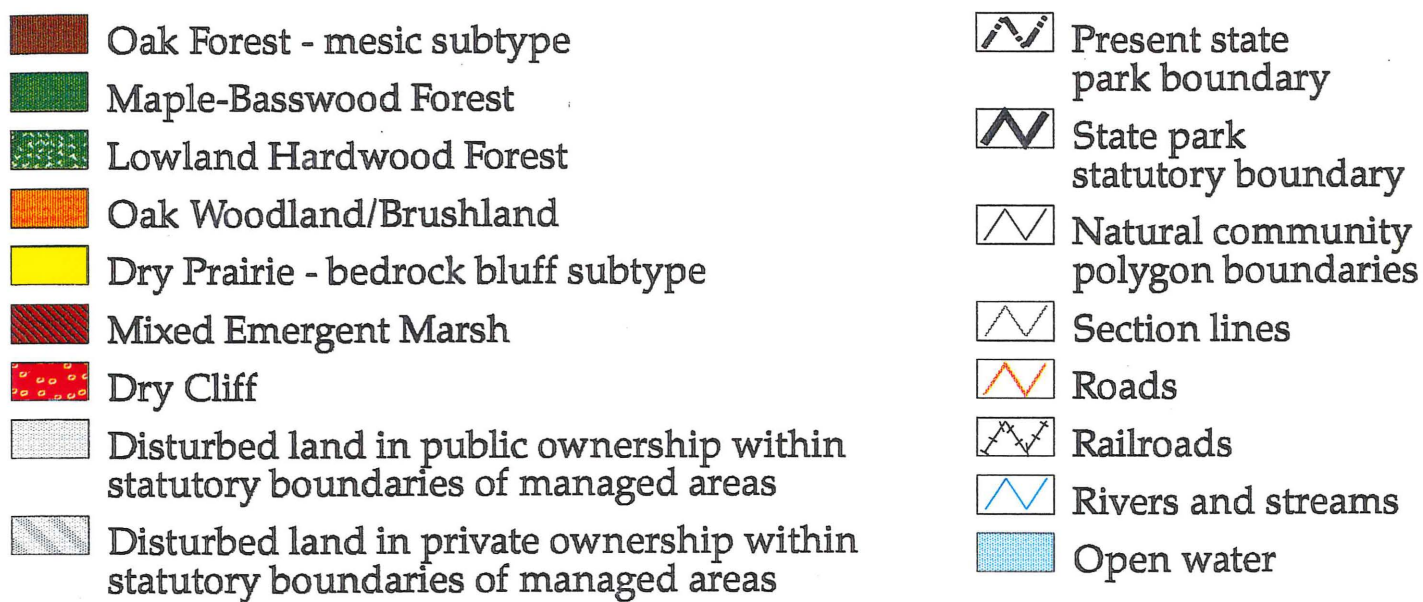 Oak Forest - mesic subtype
Maple-Basswood Forest
Lowland Hardwood Forest
Oak Woodland/Brushland
Dry Prairie - bedrock bluff subtype
Mixed Emergent Marsh
Dry Cliff
Disturbed land in public ownership within
statutory boundaries of managed areas
Disturbed land in private ownership within
statutory boundaries of managed areas
Present state
park boundary
State park
statutory boundary
Natural community
polygon boundaries
Section lines
Roads
Railroads
Rivers and streams
Open water